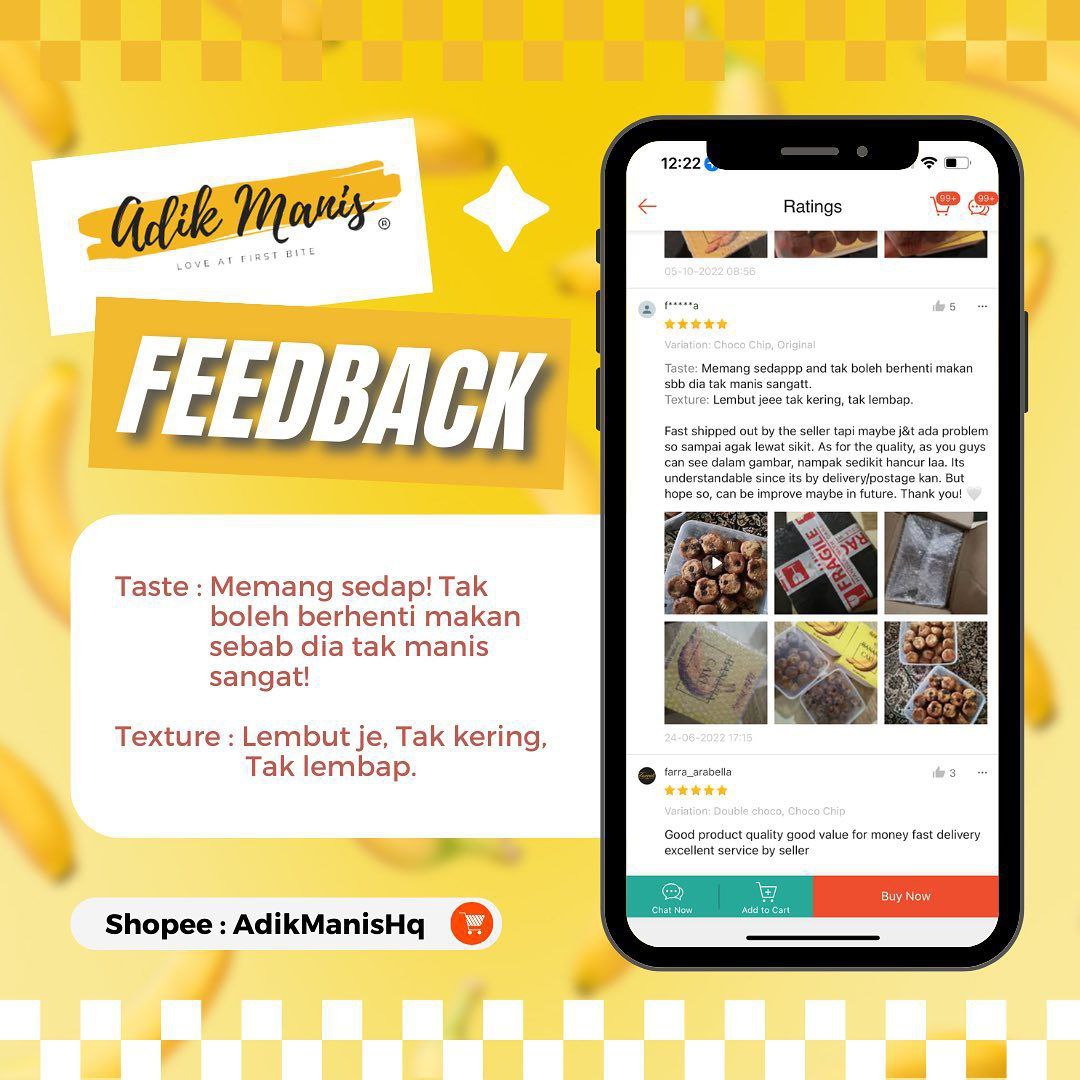 Adik Manis ®
LOVE AT FIRST BITE
FEEDBACK
Taste : Memang sedap! Tak
boleh berhenti makan
sebab dia tak manis
sangat!
Texture : Lembut je, Tak kering,
Tak lembap.
Shopee : AdikManisHq
12:22
Ratings
99+
99+
05-10-2022 08:56
f*****a
5
Variation: Choco Chip, Original
Taste: Memang sedappp and tak boleh berhenti makan
sbb dia tak manis sangatt.
Texture: Lembut jeee tak kering, tak lembap.
Fast shipped out by the seller tapi maybe j&t ada problem
so sampai agak lewat sikit. As for the quality, as you guys
can see dalam gambar, nampak sedikit hancur laa. Its
understandable since its by delivery/postage kan. But
hope so, can be improve maybe in future. Thank you! 🤍
FRAGILE
24-06-2022 17:15
farra_arabella
3
Variation: Double choco, Choco Chip
Good product quality good value for money fast delivery
excellent service by seller
Chat Now
Add to Cart
Buy Now